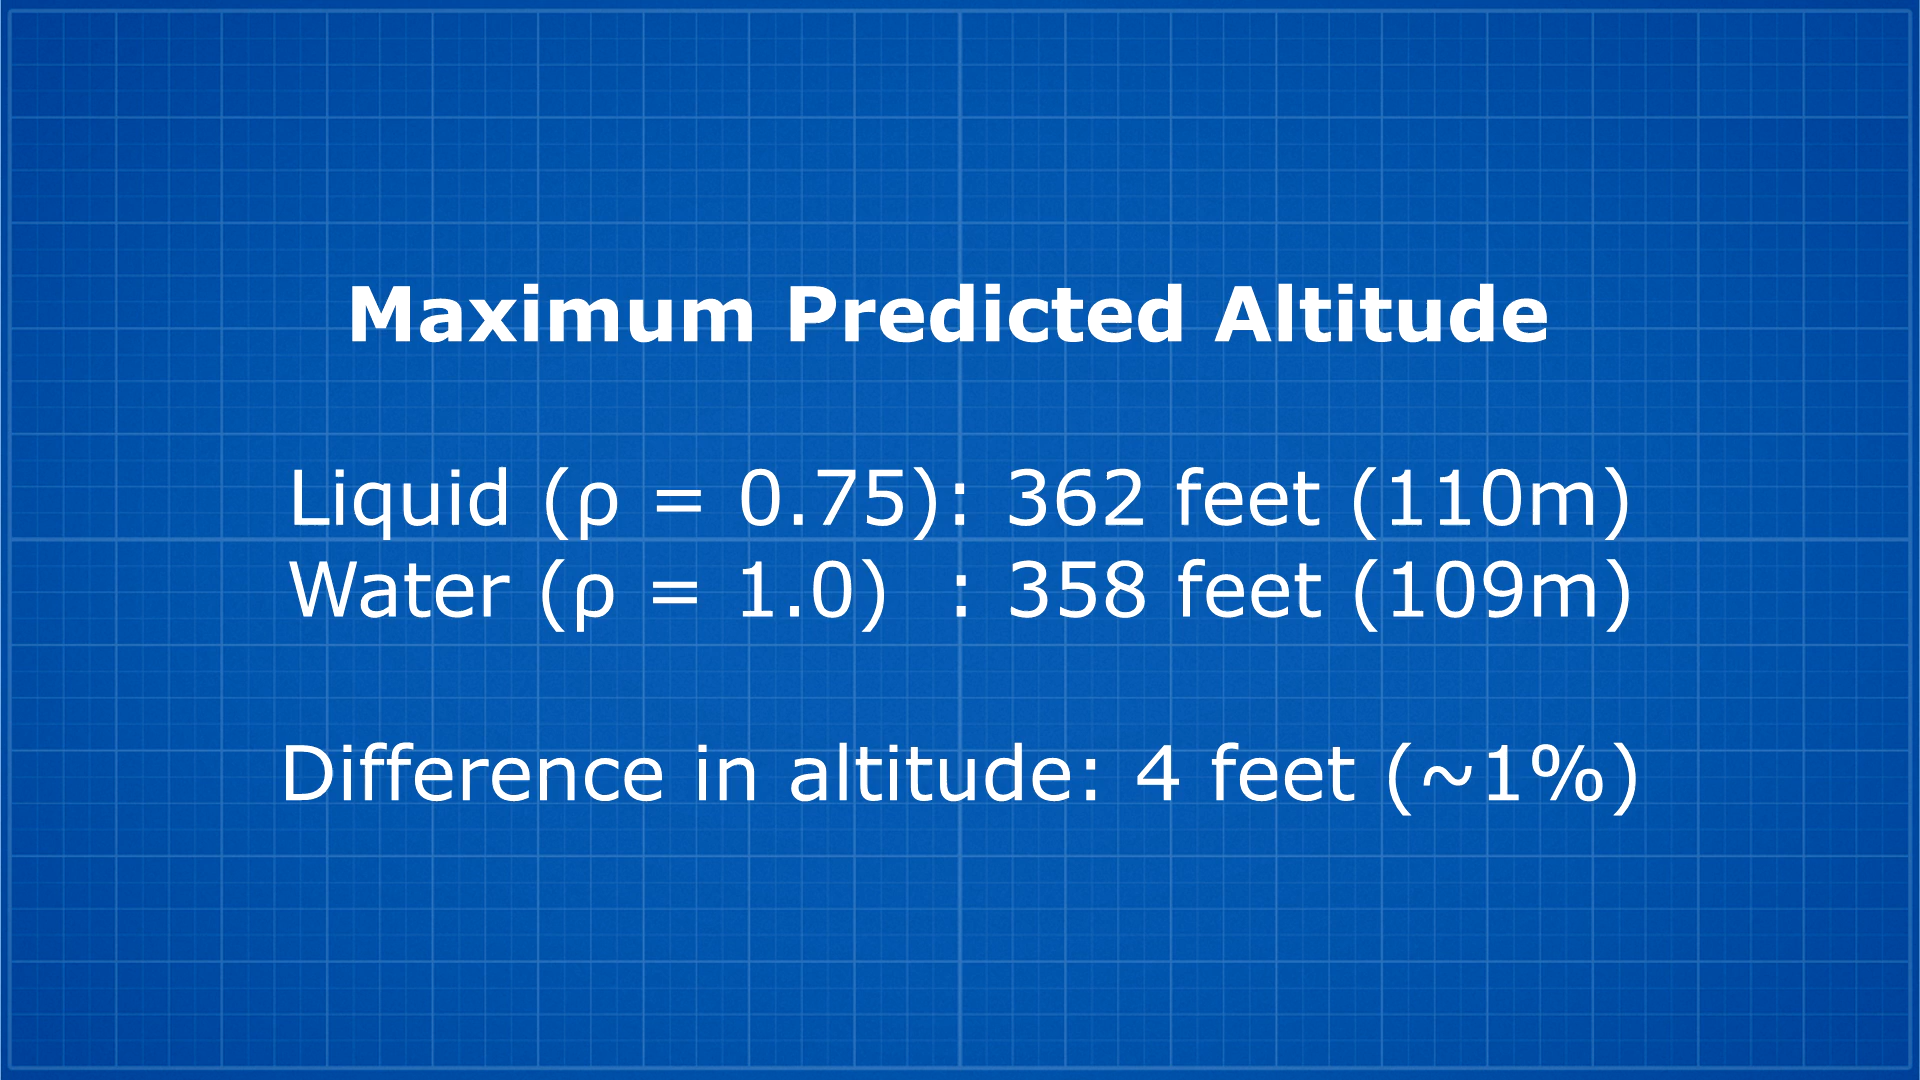 Maximum Predicted Altitude
Liquid (ρ = 0.75): 362 feet (110m)
Water (ρ = 1.0) : 358 feet (109m)
Difference in altitude: 4 feet (~1%)